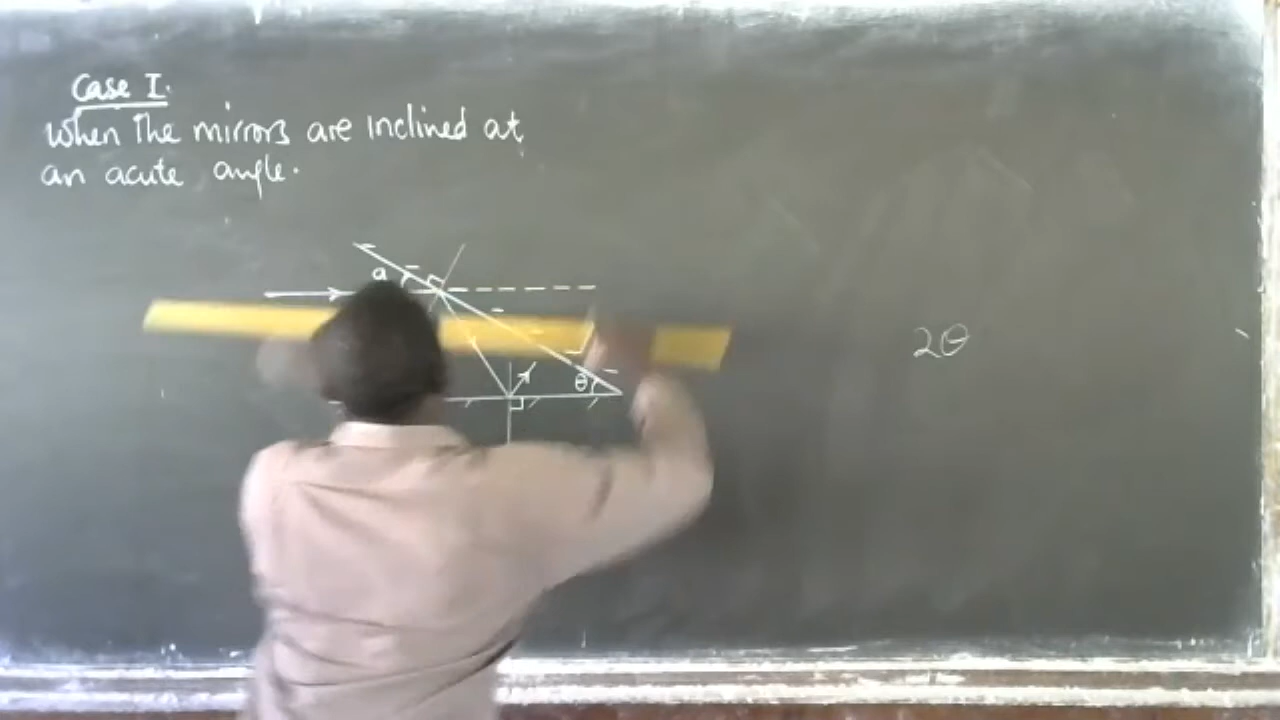 Case I.
When the mirrors are inclined at
an acute angle.
a
θ
2θ